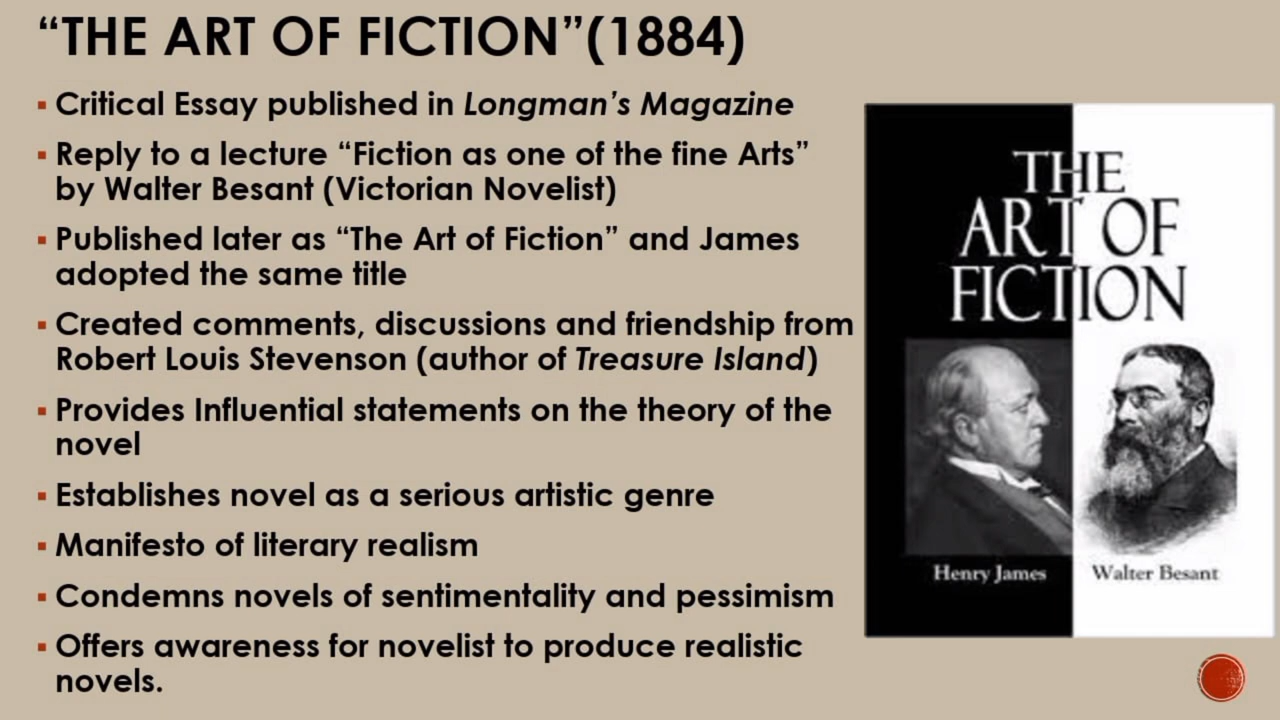 “THE ART OF FICTION”(1884)
▪ Critical Essay published in Longman’s Magazine
▪ Reply to a lecture “Fiction as one of the fine Arts”
by Walter Besant (Victorian Novelist)
▪ Published later as “The Art of Fiction” and James
adopted the same title
▪ Created comments, discussions and friendship from
Robert Louis Stevenson (author of Treasure Island)
▪ Provides Influential statements on the theory of the
novel
▪ Establishes novel as a serious artistic genre
▪ Manifesto of literary realism
▪ Condemns novels of sentimentality and pessimism
▪ Offers awareness for novelist to produce realistic
novels.
THE
ART OF
FICTION
Henry James
Walter Besant